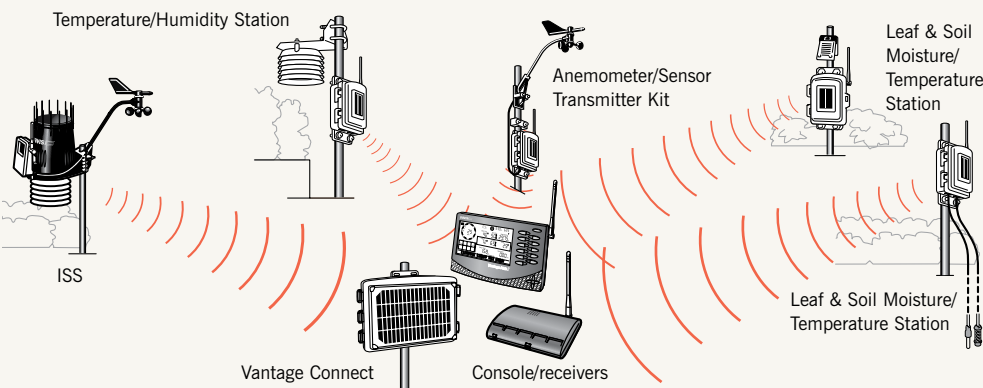 Temperature/Humidity Station
Anemometer/Sensor
Transmitter Kit
Leaf & Soil
Moisture/
Temperature
Station
ISS
Leaf & Soil Moisture/
Temperature Station
Vantage Connect
Console/receivers